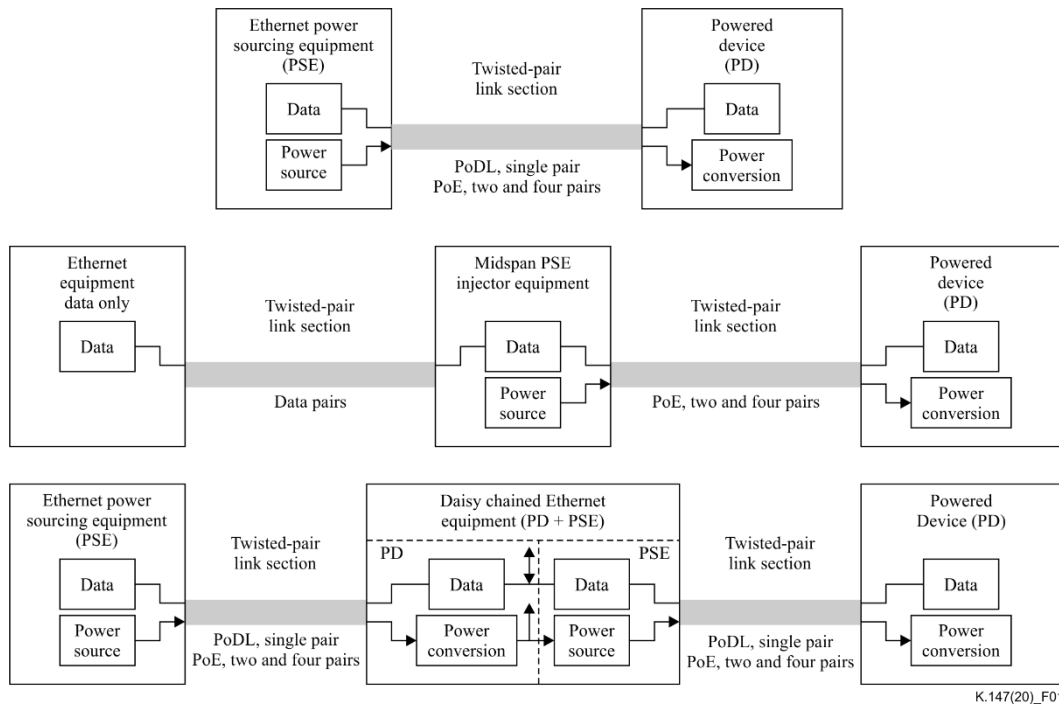 Ethernet power
sourcing equipment
(PSE)
Data
Power
source
Twisted-pair
link section
PoDL, single pair
PoE, two and four pairs
Powered
device
(PD)
Data
Power
conversion
Ethernet
equipment
data only
Data
Twisted-pair
link section
Data pairs
Midspan PSE
injector equipment
Data
Power
source
Twisted-pair
link section
PoE, two and four pairs
Powered
device
(PD)
Data
Power
conversion
Ethernet power
sourcing equipment
(PSE)
Data
Power
source
Twisted-pair
link section
PoDL, single pair
PoE, two and four pairs
Daisy chained Ethernet
equipment (PD + PSE)
PD
Data
Power
conversion
PSE
Data
Power
source
Twisted-pair
link section
PoDL, single pair
PoE, two and four pairs
Powered
Device (PD)
Data
Power
conversion